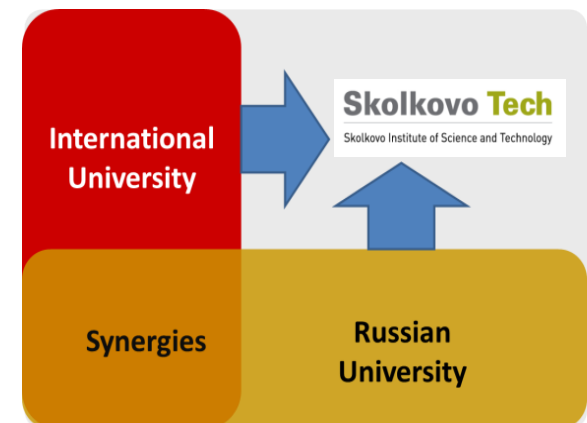 International
University
Skolkovo Tech
Skolkovo Institute of Science and Technology
Synergies
Russian
University